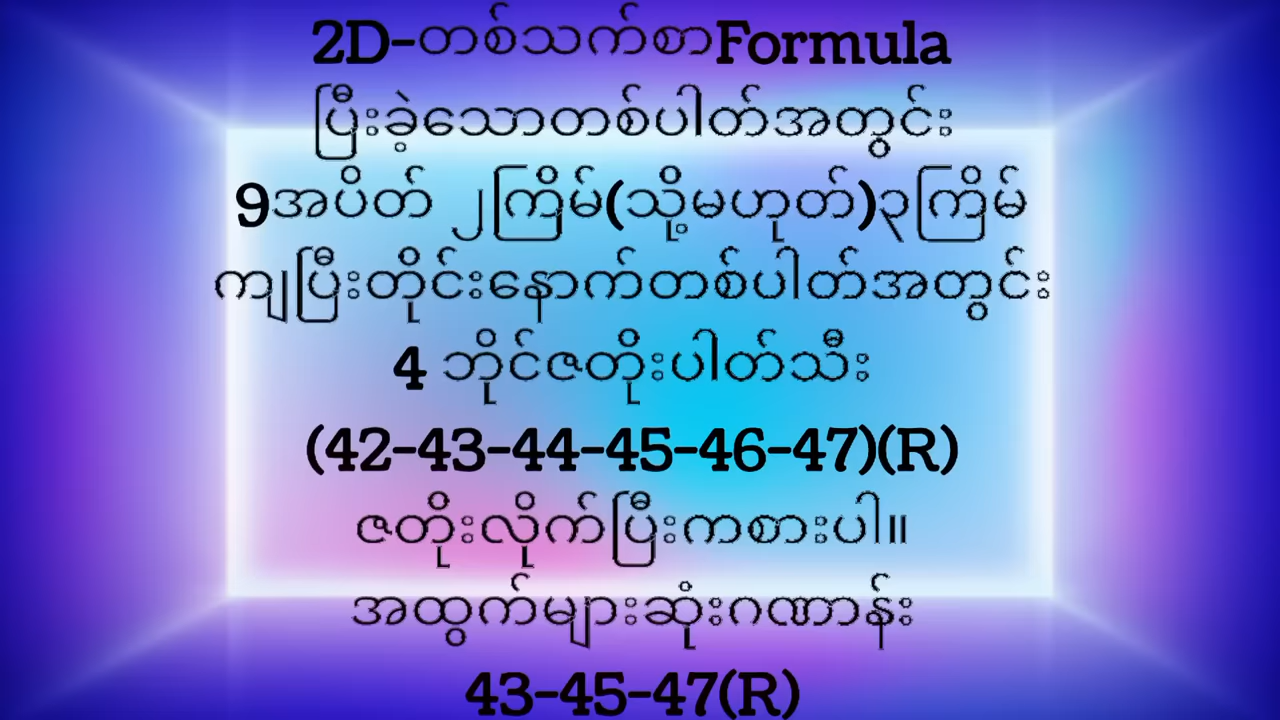 2D-တစ်သက်စာFormula
ပြီးခဲ့သောတစ်ပါတ်အတွင်း
9အပိတ် ၂ကြိမ်(သို့မဟုတ်)၃ကြိမ်
ကျပြီးတိုင်းနောက်တစ်ပါတ်အတွင်း
4 ဘိုင်ဇတိုးပါတ်သီး
(42-43-44-45-46-47)(R)
ဇတိုးလိုက်ပြီးကစားပါ။
အထွက်များဆုံးဂဏာန်း
43-45-47(R)